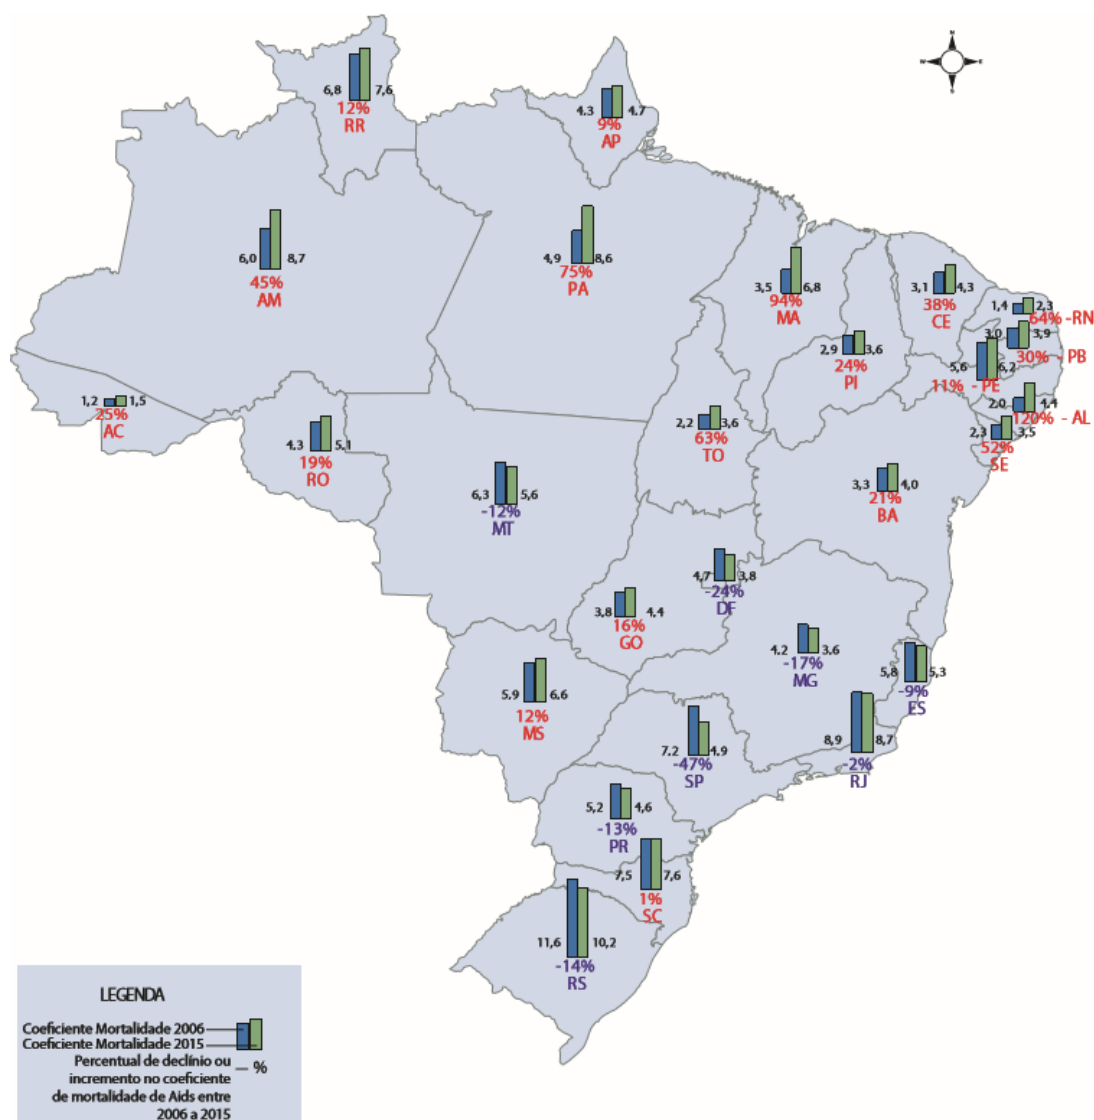 N
W E
S
6,8 7,6
12%
RR
4,3 4,7
9%
AP
6,0 8,7
45%
AM
4,9 8,6
75%
PA
3,5 6,8
94%
MA
3,1 4,3
38%
CE
1,4 2,3
64% -RN
3,0 3,9
30% - PB
2,9 3,6
24%
PI
5,6 6,2
11% - PE
2,0 4,4
120% - AL
1,2 1,5
25%
AC
2,3 3,5
52%
SE
4,3 5,1
19%
RO
2,2 3,6
63%
TO
6,3 5,6
-12%
MT
3,3 4,0
21%
BA
4,7 3,8
-24%
DF
3,8 4,4
16%
GO
4,2 3,6
-17%
MG
5,8 5,3
-9%
ES
5,9 6,6
12%
MS
7,2 4,9
-47%
SP
8,9 8,7
-2%
RJ
5,2 4,6
-13%
PR
7,5 7,6
1%
SC
11,6 10,2
-14%
RS
LEGENDA
Coeficiente Mortalidade 2006
Coeficiente Mortalidade 2015
Percentual de declínio ou — %
incremento no coeficiente
de mortalidade de Aids entre
2006 a 2015